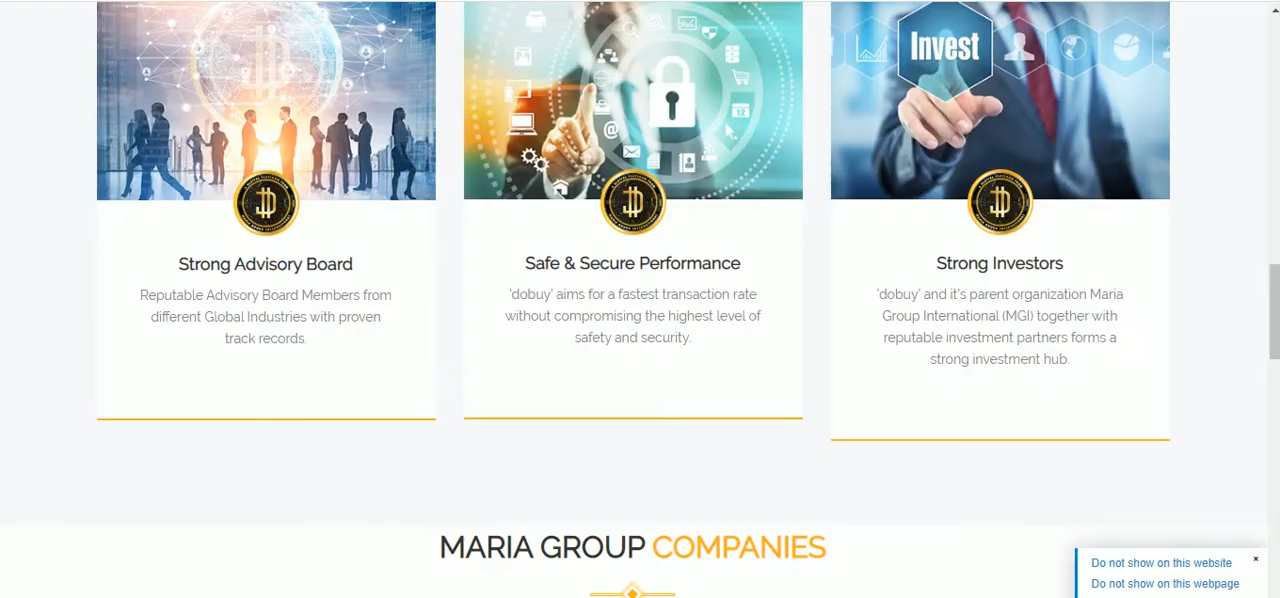 Invest
Strong Advisory Board
Reputable Advisory Board Members from
different Global Industries with proven
track records.
Safe & Secure Performance
'dobuy' aims for a fastest transaction rate
without compromising the highest level of
safety and security.
Strong Investors
'dobuy' and it's parent organization Maria
Group International (MGI) together with
reputable investment partners forms a
strong investment hub.
MARIA GROUP COMPANIES
Do not show on this website
Do not show on this webpage